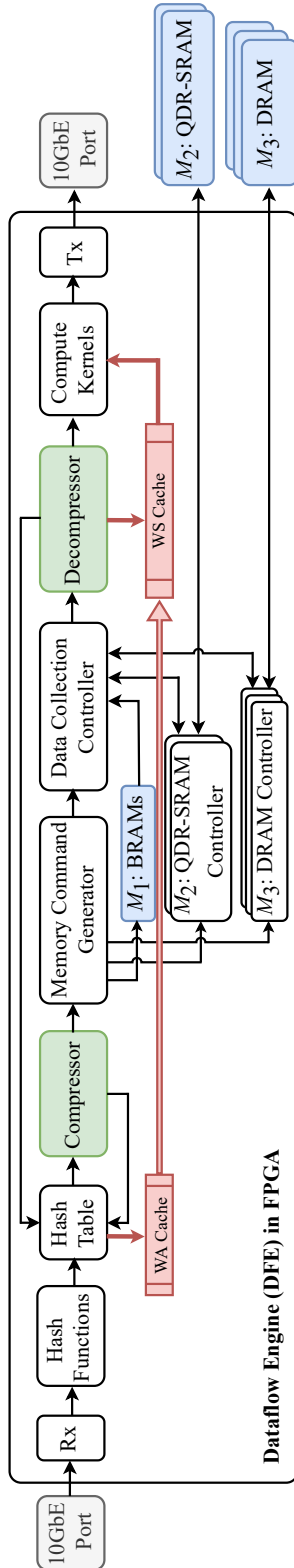 10GbE
Port
Rx
Hash
Functions
Hash
Table
Compressor
Memory Command
Generator
Data Collection
Controller
Decompressor
Compute
Kernels
Tx
10GbE
Port
WA Cache
M1: BRAMs
WS Cache
M2: QDR-SRAM
Controller
M2: QDR-SRAM
M3: DRAM Controller
M3: DRAM
Dataflow Engine (DFE) in FPGA